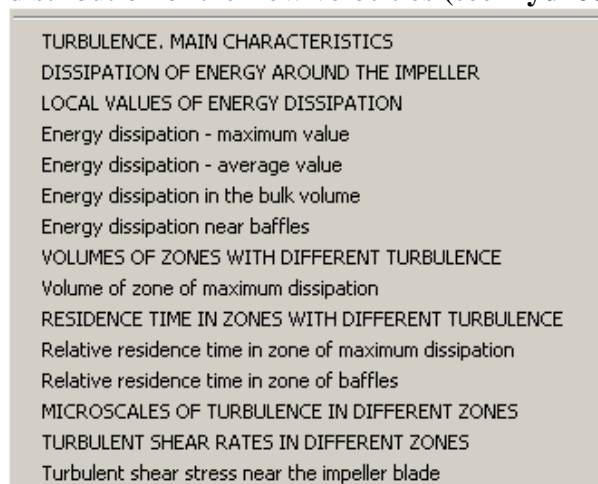 TURBULENCE. MAIN CHARACTERISTICS
DISSIPATION OF ENERGY AROUND THE IMPELLER
LOCAL VALUES OF ENERGY DISSIPATION
Energy dissipation - maximum value
Energy dissipation - average value
Energy dissipation in the bulk volume
Energy dissipation near baffles
VOLUMES OF ZONES WITH DIFFERENT TURBULENCE
Volume of zone of maximum dissipation
RESIDENCE TIME IN ZONES WITH DIFFERENT TURBULENCE
Relative residence time in zone of maximum dissipation
Relative residence time in zone of baffles
MICROSCALES OF TURBULENCE IN DIFFERENT ZONES
TURBULENT SHEAR RATES IN DIFFERENT ZONES
Turbulent shear stress near the impeller blade